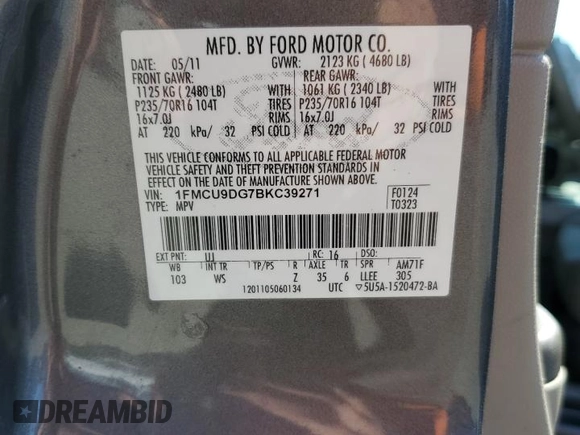 MFD. BY FORD MOTOR CO.
DATE: 05/11 GVWR: 2123 KG ( 4680 LB)
FRONT GAWR: REAR GAWR:
1125 KG ( 2480 LB) WITH 1061 KG ( 2340 LB) WITH
P235/70R16 104T TIRES P235/70R16 104T TIRES
16x7.0J RIMS 16x7.0J RIMS
AT 220 kPa/ 32 PSI COLD AT 220 kPa/ 32 PSI COLD
THIS VEHICLE CONFORMS TO ALL APPLICABLE FEDERAL MOTOR
VEHICLE SAFETY AND THEFT PREVENTION STANDARDS IN EFFECT
ON THE DATE OF MANUFACTURE SHOWN ABOVE.
VIN: 1FMCU9DG7BKC39271
TYPE: MPV
F0124
T0323
EXT PNT: UJ RC: 16 DSO:
WB INT TR TP/PS R AXLE TR SPR AM71F
103 WS Z 35 6 LLEE 305
1201105060134 UTC 5U5A-1520472-BA
DREAMBID